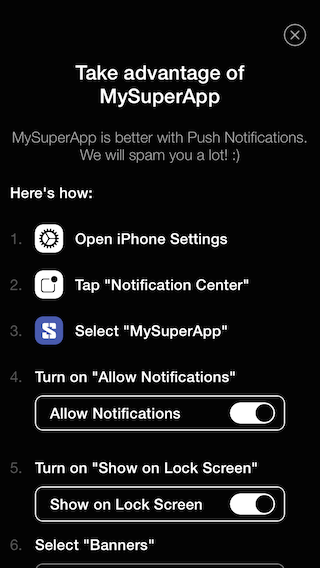 Take advantage of
MySuperApp
MySuperApp is better with Push Notifications.
We will spam you a lot! :)
Here's how:
1. Open iPhone Settings
2. Tap "Notification Center"
3. Select "MySuperApp"
4. Turn on "Allow Notifications"
Allow Notifications
5. Turn on "Show on Lock Screen"
Show on Lock Screen
6. Select "Banners"